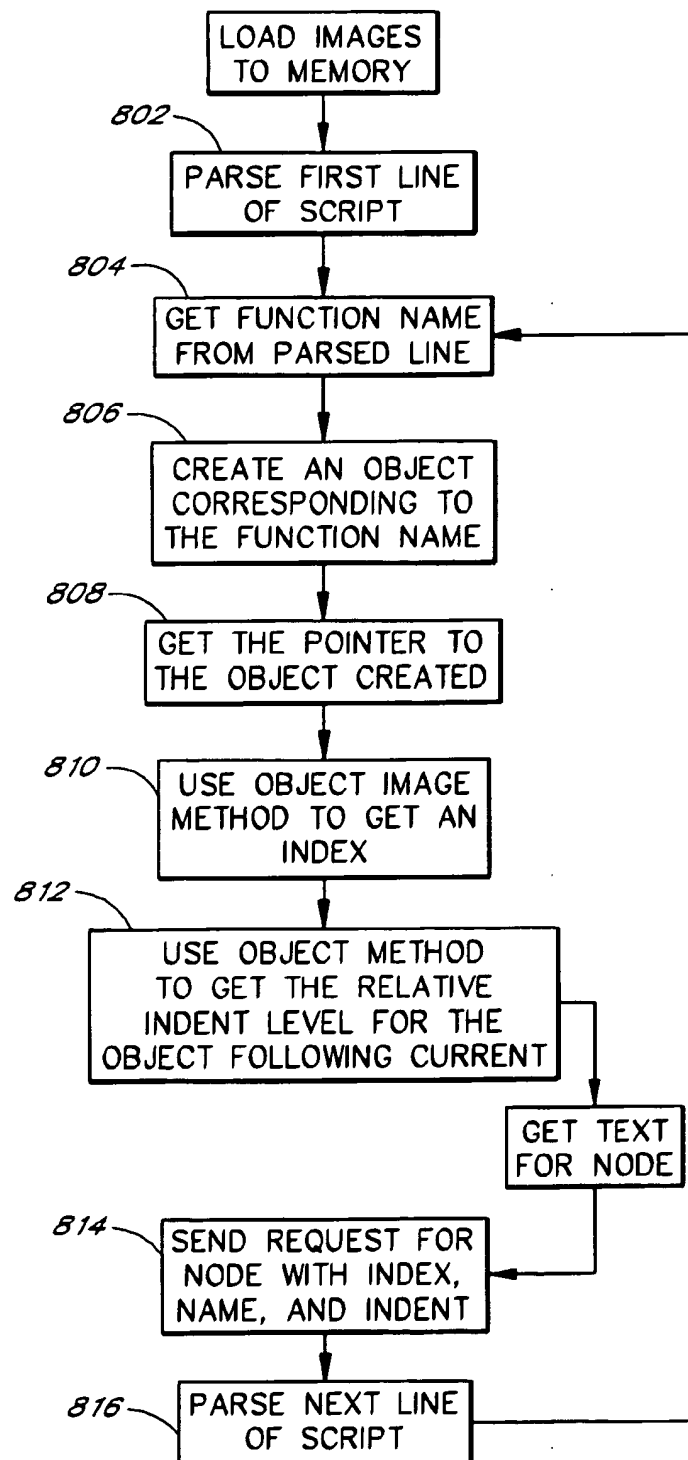 LOAD IMAGES
TO MEMORY
802
PARSE FIRST LINE
OF SCRIPT
804
GET FUNCTION NAME
FROM PARSED LINE
806
CREATE AN OBJECT
CORRESPONDING TO
THE FUNCTION NAME
808
GET THE POINTER TO
THE OBJECT CREATED
810
USE OBJECT IMAGE
METHOD TO GET AN
INDEX
812
USE OBJECT METHOD
TO GET THE RELATIVE
INDENT LEVEL FOR THE
OBJECT FOLLOWING CURRENT
GET TEXT
FOR NODE
814
SEND REQUEST FOR
NODE WITH INDEX,
NAME, AND INDENT
816
PARSE NEXT LINE
OF SCRIPT